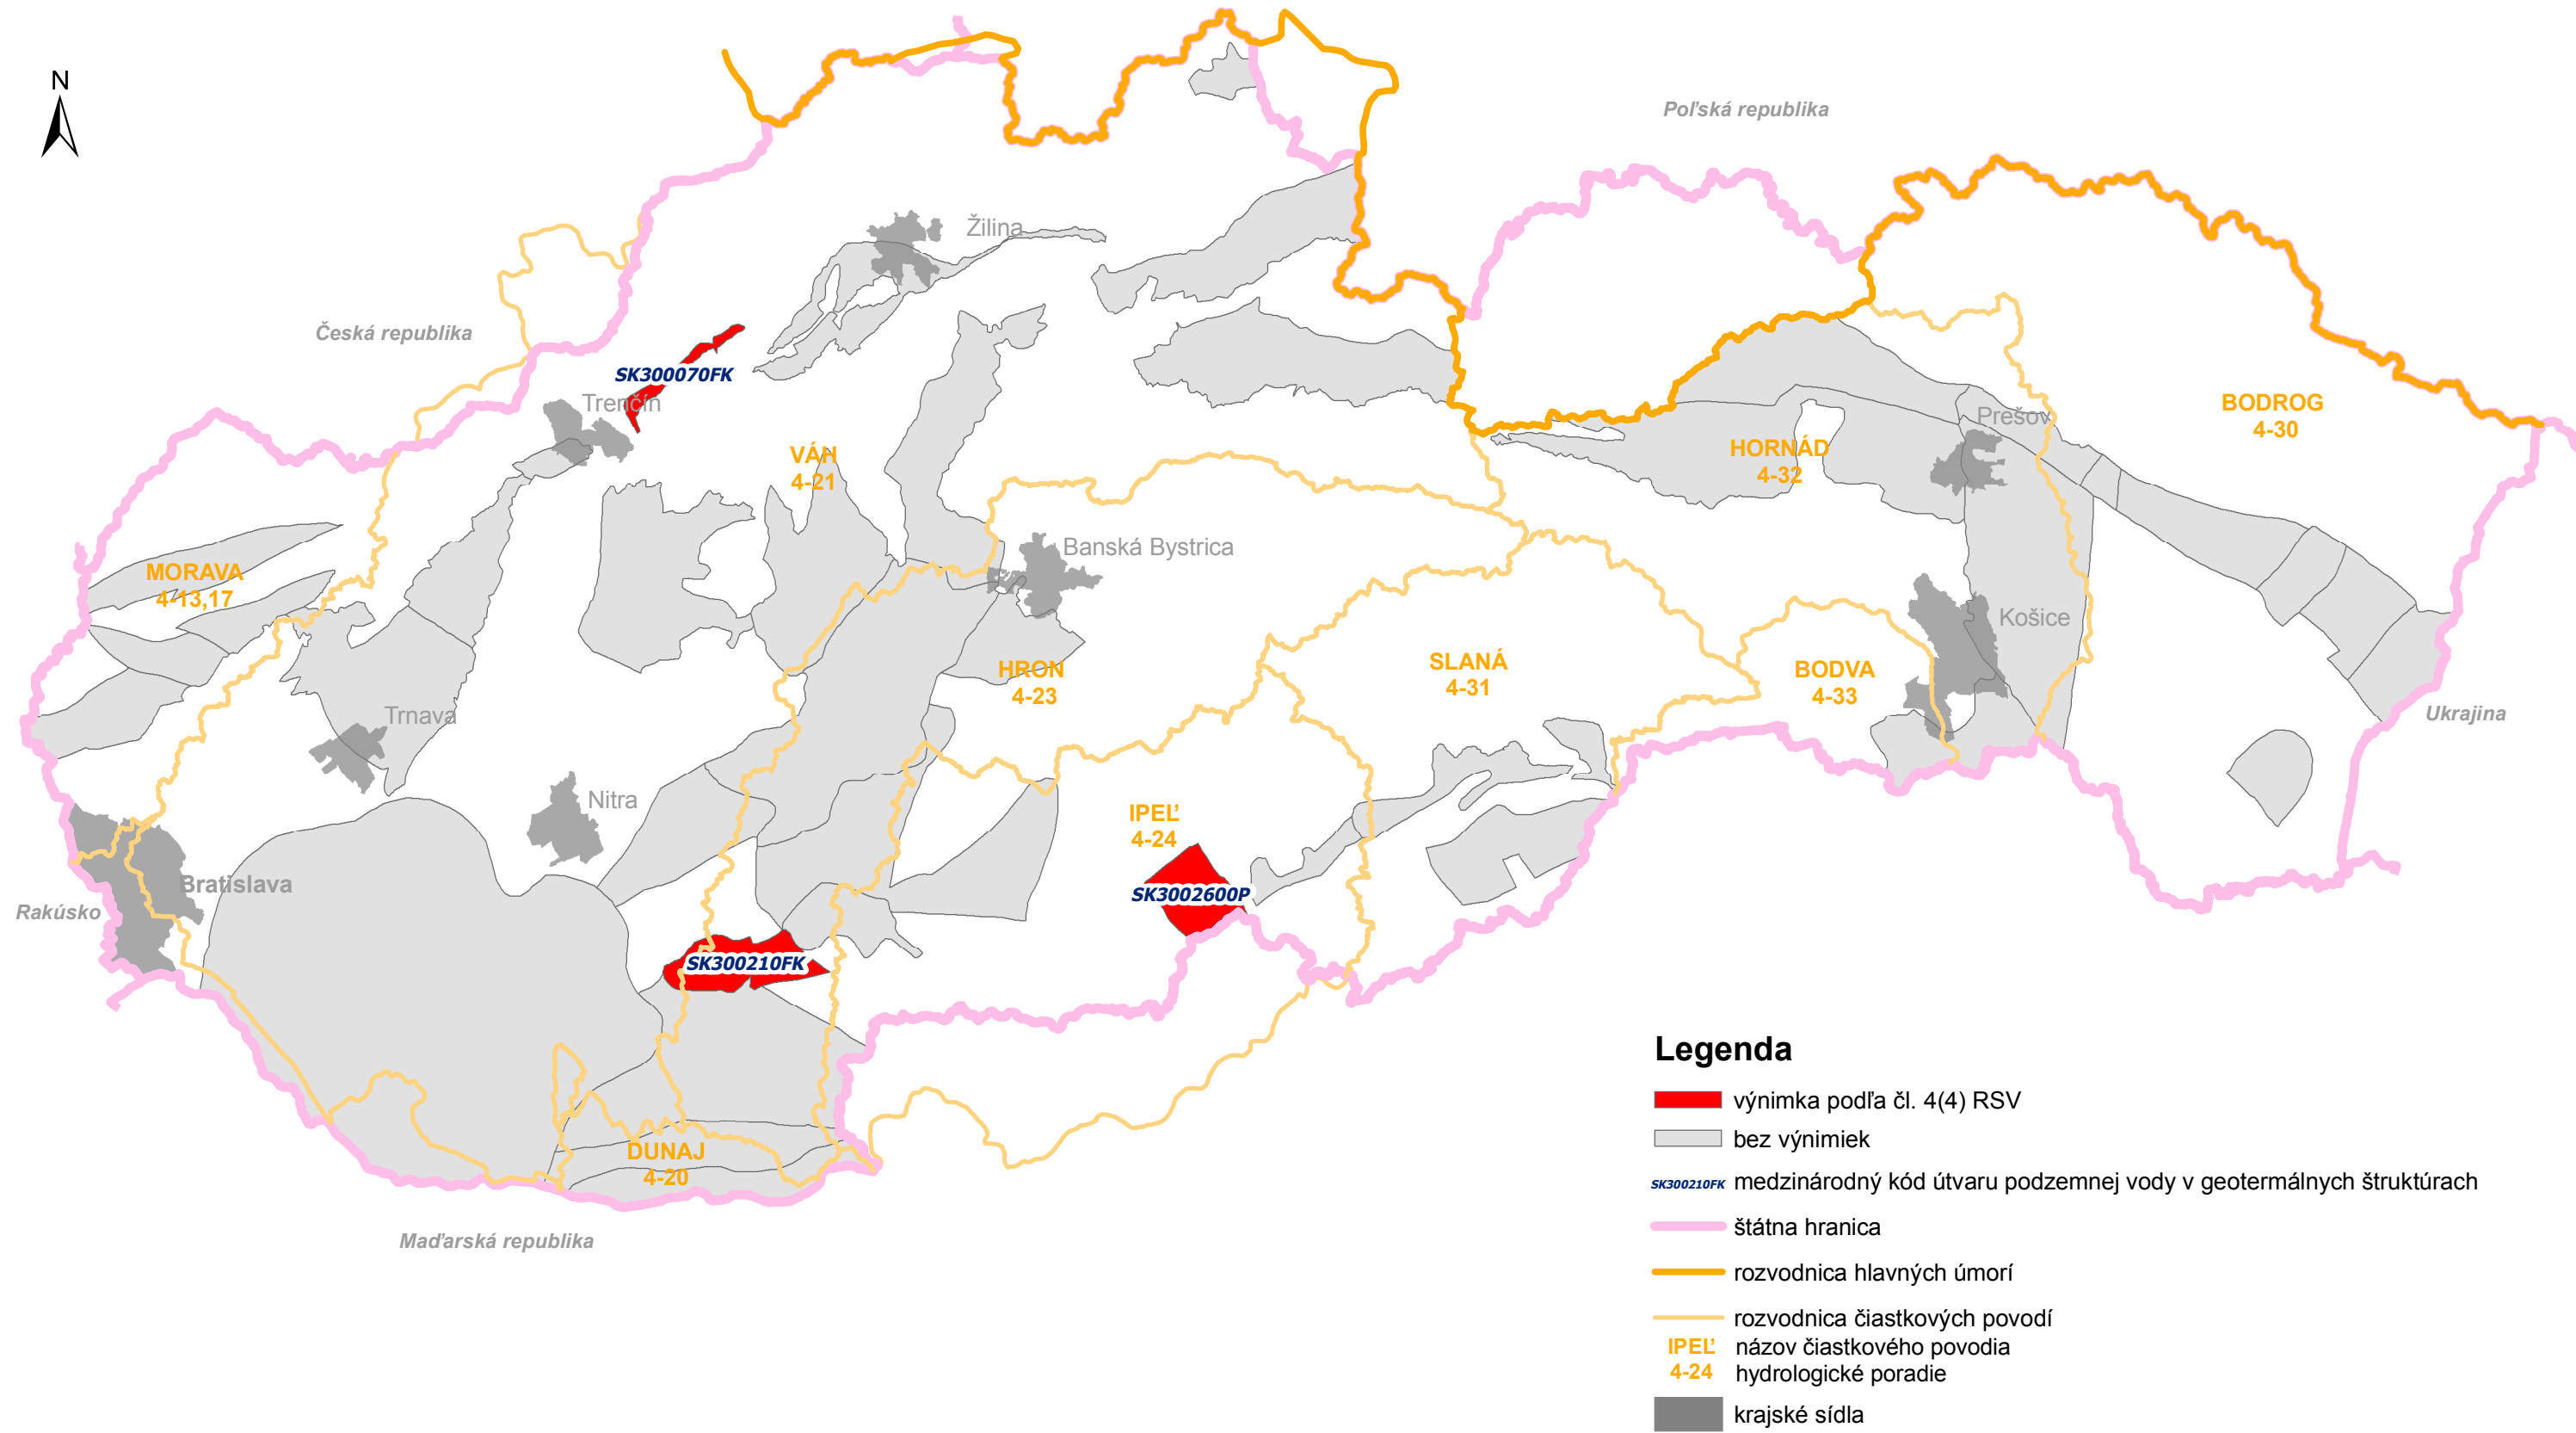 N
Poľská republika
Žilina
Česká republika
SK300070FK
Trenčín
BODROG
4-30
Prešov
VÁH
4-21
HORNÁD
4-32
Banská Bystrica
MORAVA
4-13,17
Košice
HRON
4-23
SLANÁ
4-31
BODVA
4-33
Trnava
Ukrajina
Nitra
IPEĽ
4-24
Bratislava
SK3002600P
Rakúsko
SK300210FK
DUNAJ
4-20
Maďarská republika
Legenda
výnimka podľa čl. 4(4) RSV
bez výnimiek
SK300210FK medzinárodný kód útvaru podzemnej vody v geotermálnych štruktúrach
štátna hranica
rozvodnica hlavných úmorí
rozvodnica čiastkových povodí
IPEĽ názov čiastkového povodia
4-24 hydrologické poradie
krajské sídla